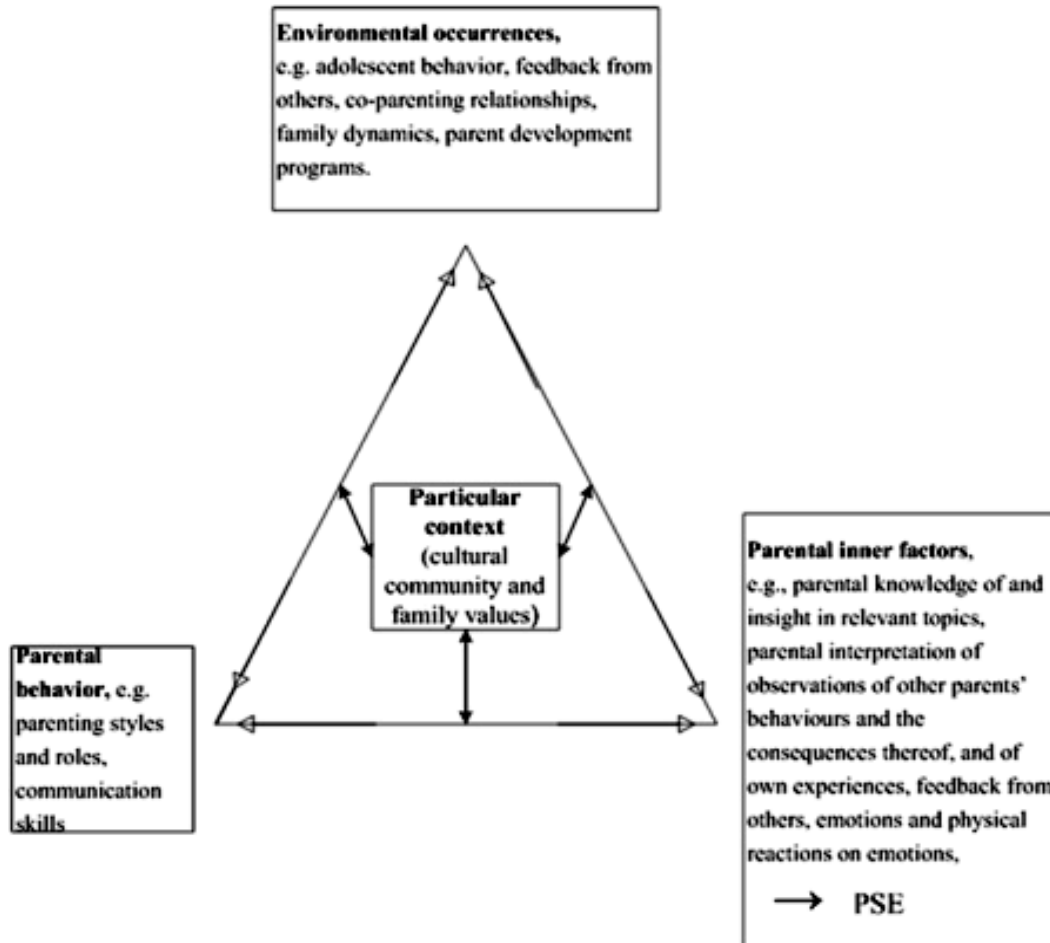 Environmental occurrences,
e.g. adolescent behavior, feedback from
others, co-parenting relationships,
family dynamics, parent development
programs.
Particular
context
(cultural
community and
family values)
Parental
behavior, e.g.
parenting styles
and roles,
communication
skills
Parental inner factors,
e.g., parental knowledge of and
insight in relevant topics,
parental interpretation of
observations of other parents'
behaviours and the
consequences thereof, and of
own experiences, feedback from
others, emotions and physical
reactions on emotions,
→ PSE